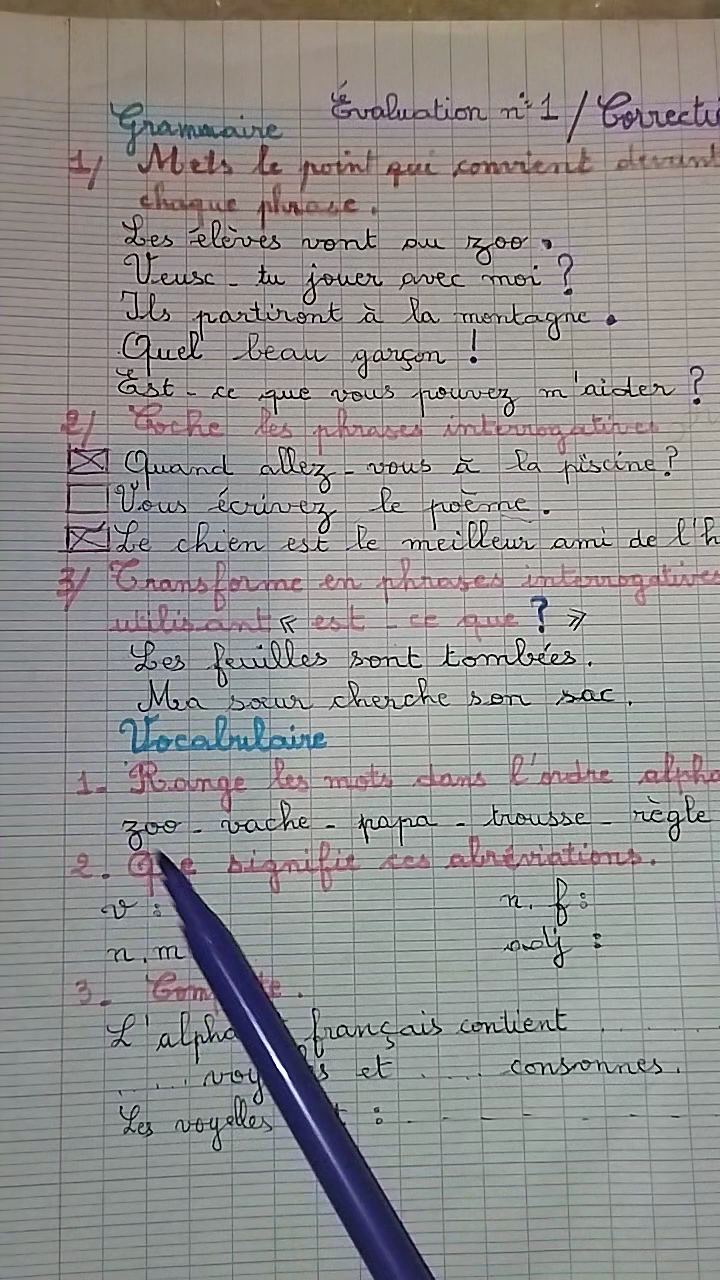 Évaluation n°1 / Correcti
Grammaire
1/ Mets le point qui convient devant
chaque phrase.
Les élèves vont au zoo.
Veux-tu jouer avec moi ?
Ils partiront à la montagne.
Quel beau garçon !
Est-ce que vous pouvez m'aider ?
2/ Coche les phrases interrogatives
Quand allez-vous à la piscine ?
Vous écrivez le poème.
Le chien est le meilleur ami de l'h
3/ Transforme en phrases interrogatives
utilisant « est-ce que ? »
Les feuilles sont tombées.
Ma sœur cherche son sac.
Vocabulaire
1- Range les mots dans l'ordre alpha
zoo - vache - papa - trousse - règle
2. Que signifie ces abréviations.
v : n.f :
n.m adj :
3-
L' français contient . . .
. . . . . et . . . . consonnes.
Les voyelles : - - - - - -